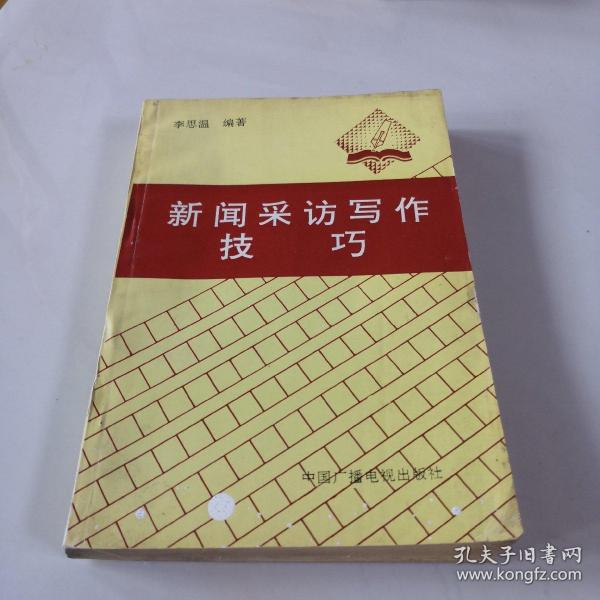 李思温 编著
新闻采访写作
技巧
中国广播电视出版社
孔夫子旧书网
www.kongfz.com